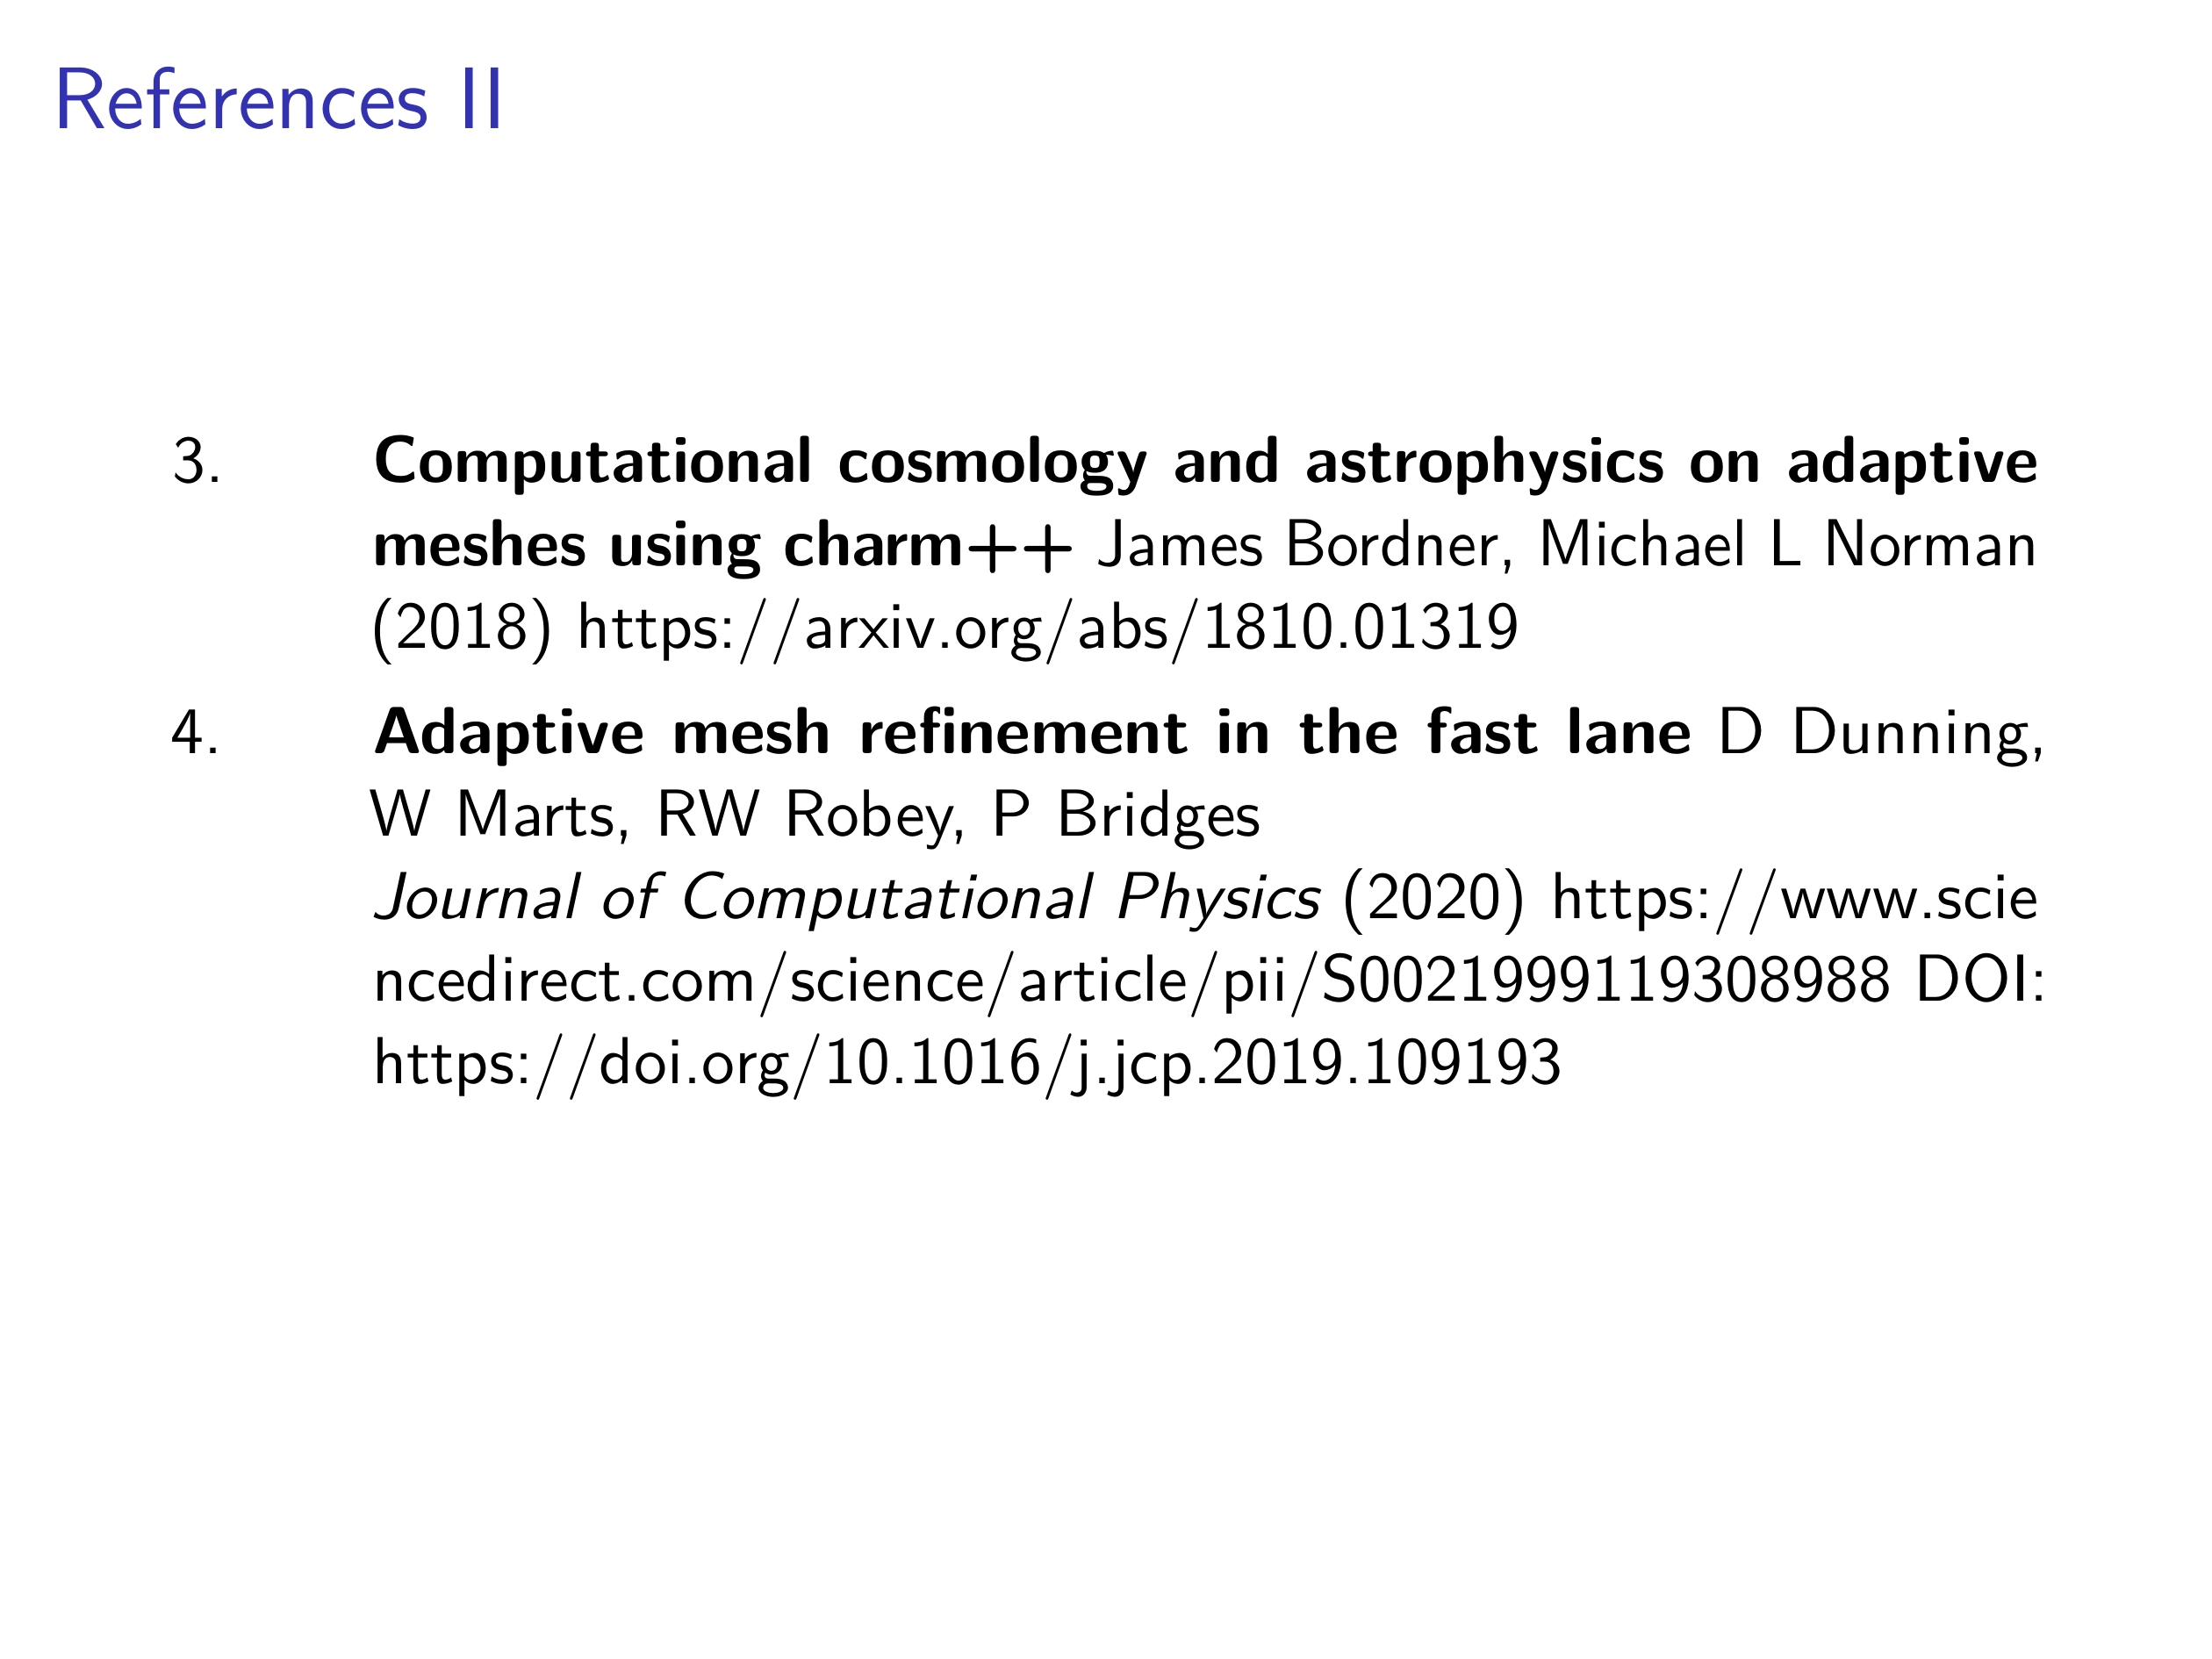 References II
3. Computational cosmology and astrophysics on adaptive
meshes using charm++ James Bordner, Michael L Norman
(2018) https://arxiv.org/abs/1810.01319
4. Adaptive mesh refinement in the fast lane D Dunning,
W Marts, RW Robey, P Bridges
Journal of Computational Physics (2020) https://www.scie
ncedirect.com/science/article/pii/S0021999119308988 DOI:
https://doi.org/10.1016/j.jcp.2019.109193